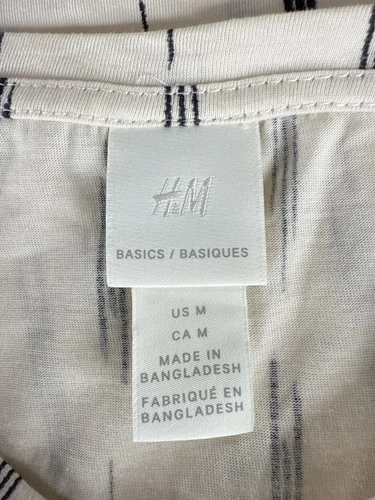 H&M
BASICS / BASIQUES
US M
CA M
MADE IN
BANGLADESH
FABRIQUÉ EN
BANGLADESH